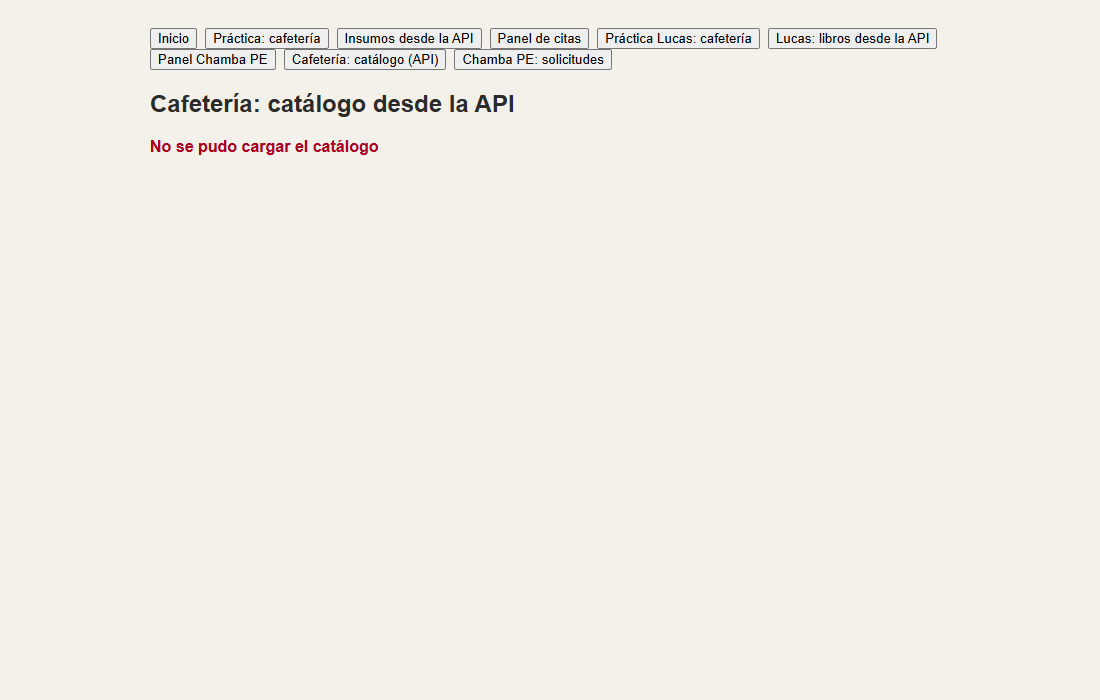 Inicio Práctica: cafetería Insumos desde la API Panel de citas Práctica Lucas: cafetería Lucas: libros desde la API
Panel Chamba PE Cafetería: catálogo (API) Chamba PE: solicitudes
Cafetería: catálogo desde la API
No se pudo cargar el catálogo